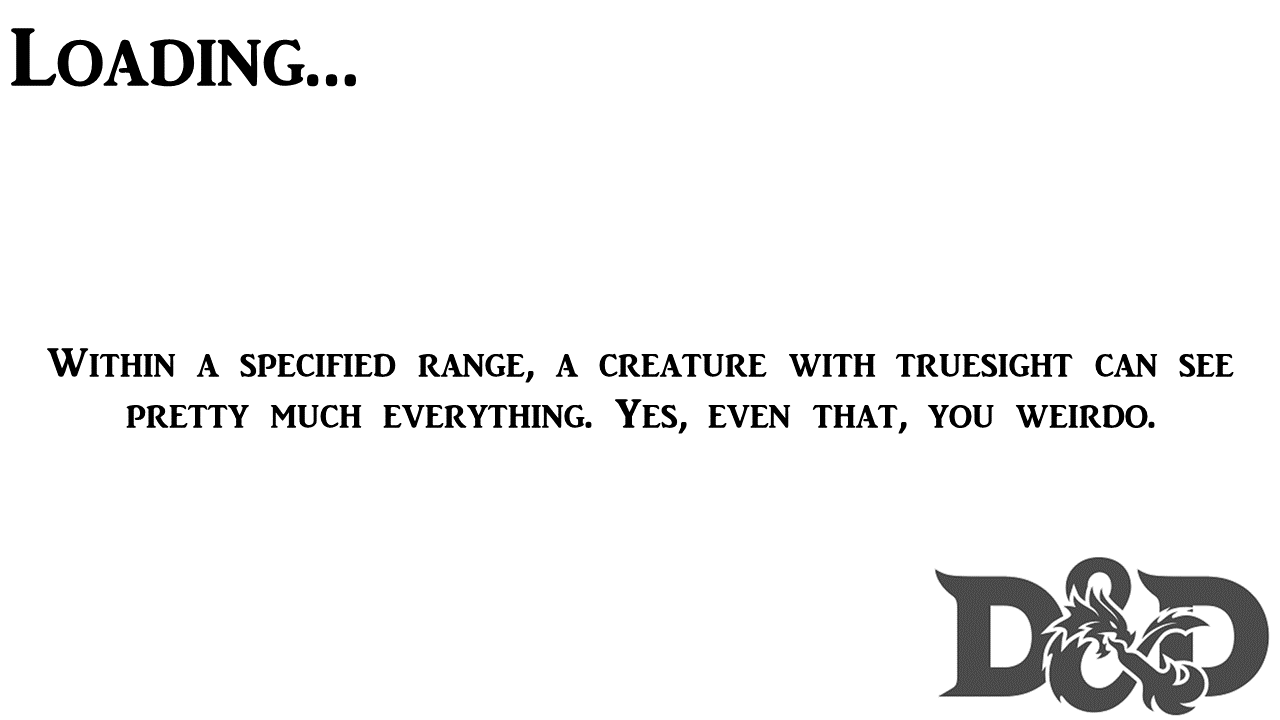 Loading...
Within a specified range, a creature with truesight can see
pretty much everything. Yes, even that, you weirdo.
D&D